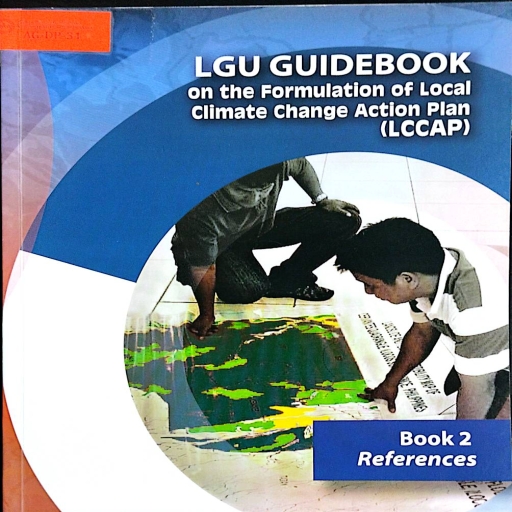 LGU GUIDEBOOK
on the Formulation of Local
Climate Change Action Plan
(LCCAP)
Book 2
References